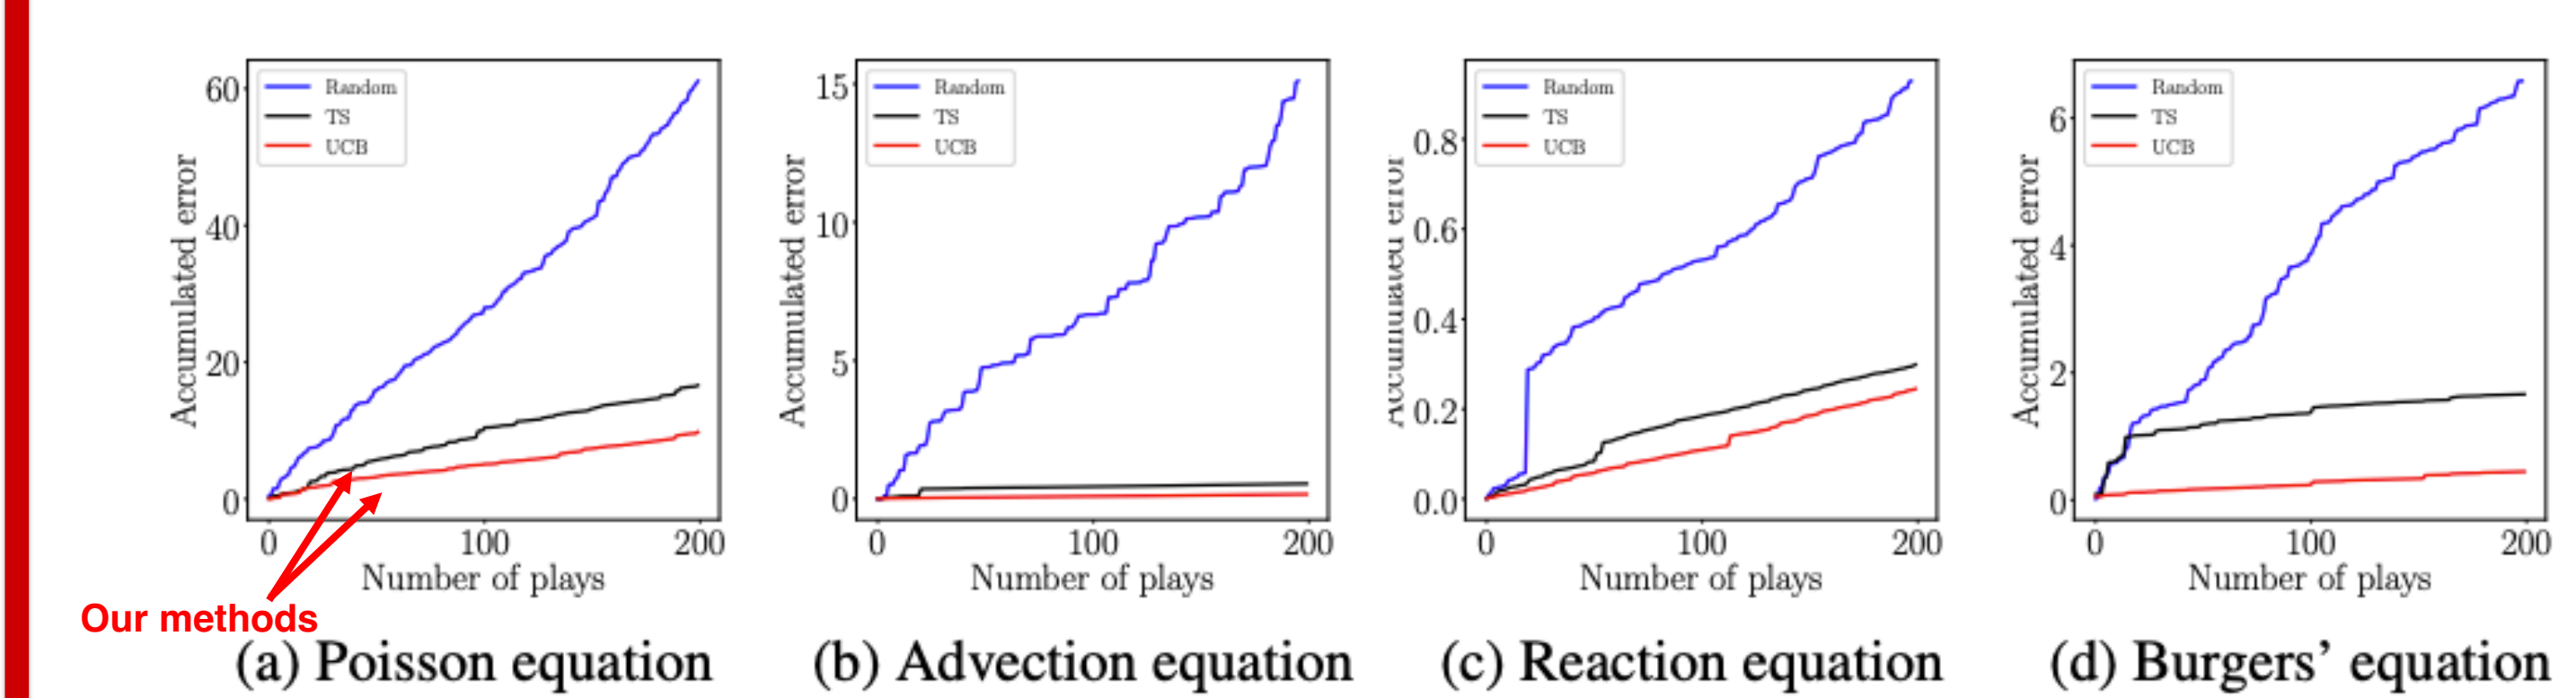 Random
TS
UCB
60
40
20
0
0 100 200
Accumulated error
Number of plays
Our methods
(a) Poisson equation
Random
TS
UCB
15
10
5
0
0 100 200
Accumulated error
Number of plays
(b) Advection equation
Random
TS
UCB
0.8
0.6
0.4
0.2
0.0
0 100 200
Accumulated error
Number of plays
(c) Reaction equation
Random
TS
UCB
6
4
2
0
0 100 200
Accumulated error
Number of plays
(d) Burgers’ equation